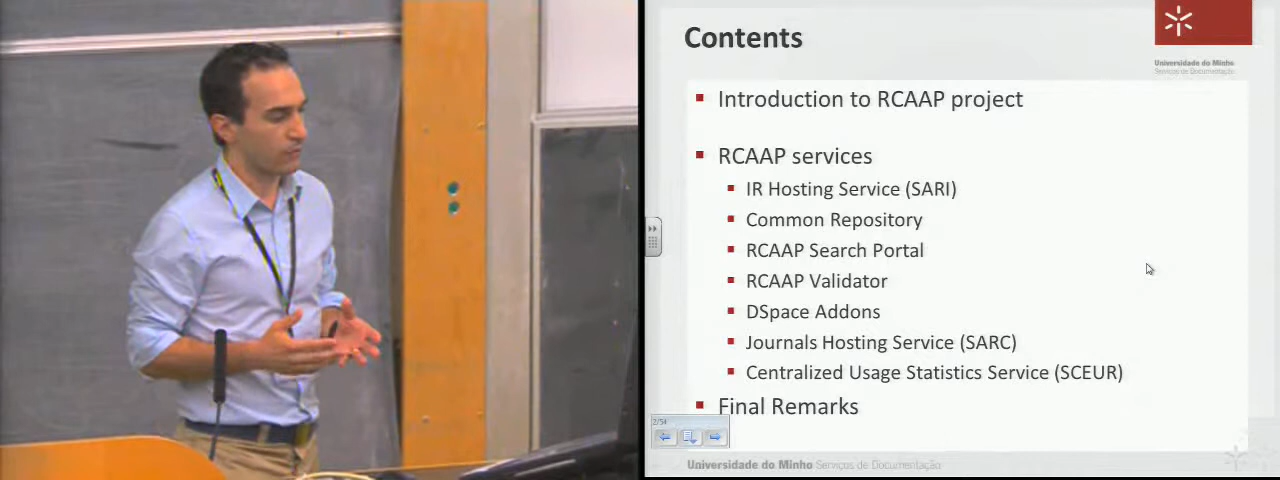 Contents
Universidade do Minho
Serviços de Documentação
Introduction to RCAAP project
RCAAP services
IR Hosting Service (SARI)
Common Repository
RCAAP Search Portal
RCAAP Validator
DSpace Addons
Journals Hosting Service (SARC)
Centralized Usage Statistics Service (SCEUR)
Final Remarks
2/54
Universidade do Minho Serviços de Documentação